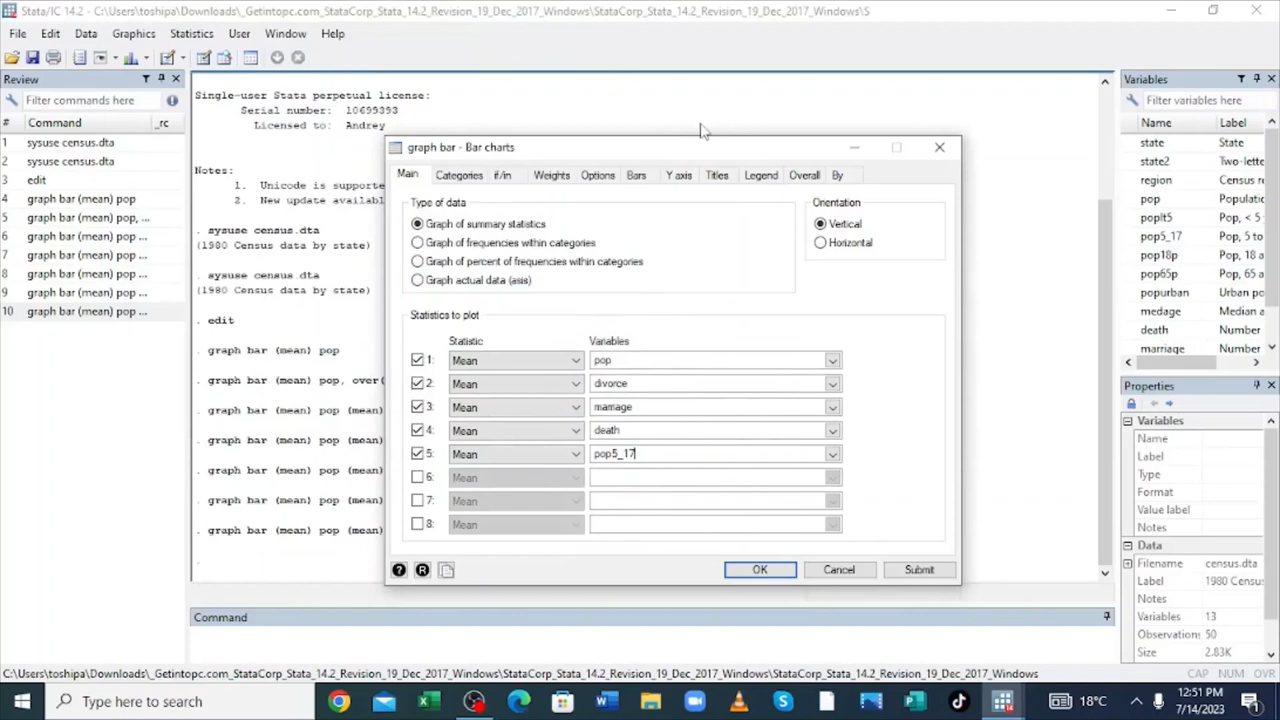 Stata/IC 14.2 - C:\Users\toshipa\Downloads\_Getintopc.com_StataCorp_Stata_14.2_Revision_19_Dec_2017_Windows\StataCorp_Stata_14.2_Revision_19_Dec_2017_Windows\S
File Edit Data Graphics Statistics User Window Help
Review
Filter commands here
# Command _rc
1 sysuse census.dta
2 sysuse census.dta
3 edit
4 graph bar (mean) pop
5 graph bar (mean) pop, ...
6 graph bar (mean) pop ...
7 graph bar (mean) pop ...
8 graph bar (mean) pop ...
9 graph bar (mean) pop ...
10 graph bar (mean) pop ...
Single-user Stata perpetual license:
Serial number: 10699393
Licensed to: Andrey
Notes:
1. Unicode is supporte
2. New update availabl
. sysuse census.dta
(1980 Census data by state)
. sysuse census.dta
(1980 Census data by state)
. edit
. graph bar (mean) pop
. graph bar (mean) pop, over(
. graph bar (mean) pop (mean)
. graph bar (mean) pop (mean)
. graph bar (mean) pop (mean)
. graph bar (mean) pop (mean)
. graph bar (mean) pop (mean)
.
graph bar - Bar charts
Main Categories if/in Weights Options Bars Y axis Titles Legend Overall By
Type of data
Graph of summary statistics
Graph of frequencies within categories
Graph of percent of frequencies within categories
Graph actual data (asis)
Orientation
Vertical
Horizontal
Statistics to plot
Statistic: Variables
1: Mean pop
2: Mean divorce
3: Mean marriage
4: Mean death
5: Mean pop5_17
6: Mean
7: Mean
8: Mean
? R
OK Cancel Submit
Command
Variables
Filter variables here
Name Label
state State
state2 Two-lette
region Census re
pop Populatio
poplt5 Pop, < 5
pop5_17 Pop, 5 to
pop18p Pop, 18 a
pop65p Pop, 65 a
popurban Urban po
medage Median a
death Number
marriage Number
Properties
Variables
Name
Label
Type
Format
Value label
Notes
Data
Filename census.dta
Label 1980 Censu
Notes
Variables 13
Observations 50
Size 2.83K
C:\Users\toshipa\Downloads\_Getintopc.com_StataCorp_Stata_14.2_Revision_19_Dec_2017_Windows\StataCorp_Stata_14.2_Revision_19_Dec_2017_Windows
CAP NUM OVR
Type here to search
18°C
12:51 PM
7/14/2023
1